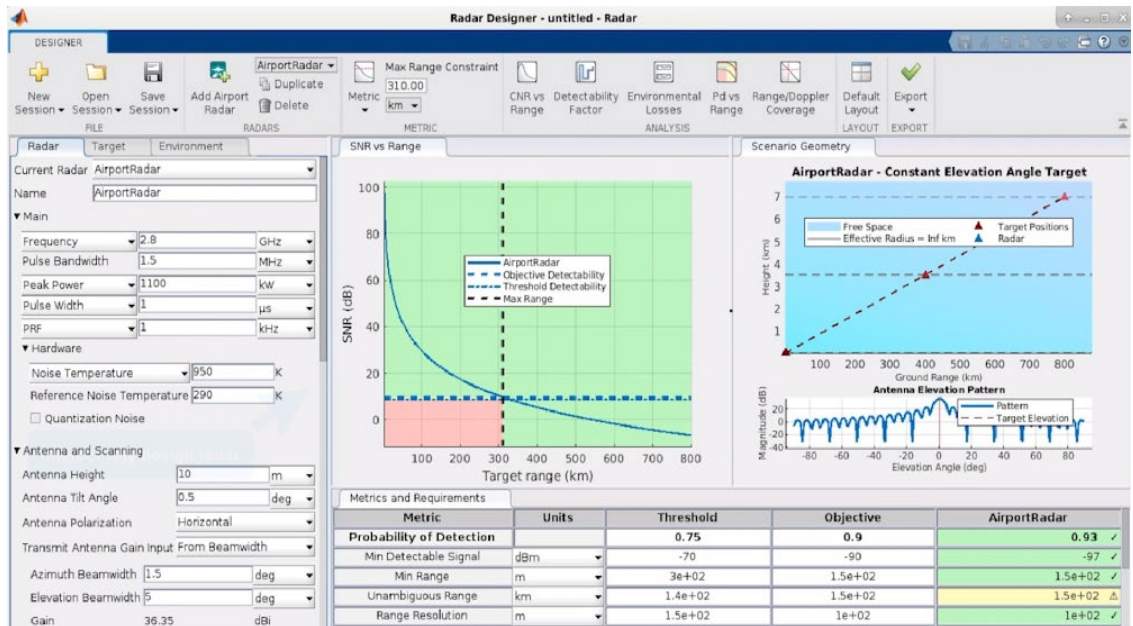 Radar Designer - untitled - Radar
DESIGNER
New Session
Open Session
Save Session
FILE
Add Airport Radar
AirportRadar
Duplicate
Delete
RADARS
Metric
Max Range Constraint
310.00
km
METRIC
CNR vs Range
Detectability Factor
Environmental Losses
Pd vs Range
Range/Doppler Coverage
ANALYSIS
Default Layout
LAYOUT
Export
EXPORT
Radar Target Environment
Current Radar AirportRadar
Name AirportRadar
Main
Frequency 2.8 GHz
Pulse Bandwidth 1.5 MHz
Peak Power 1100 kW
Pulse Width 1 μs
PRF 1 kHz
Hardware
Noise Temperature 950 K
Reference Noise Temperature 290 K
Quantization Noise
Antenna and Scanning
Antenna Height 10 m
Antenna Tilt Angle 0.5 deg
Antenna Polarization Horizontal
Transmit Antenna Gain Input From Beamwidth
Azimuth Beamwidth 1.5 deg
Elevation Beamwidth 5 deg
Gain 36.35 dBi
SNR vs Range
100
80
60
40
20
0
SNR (dB)
AirportRadar
Objective Detectability
Threshold Detectability
Max Range
100 200 300 400 500 600 700 800
Target range (km)
Scenario Geometry
AirportRadar - Constant Elevation Angle Target
7
6
5
4
3
2
1
Height (km)
Free Space
Effective Radius = Inf km
Target Positions
Radar
100 200 300 400 500 600 700 800
Ground Range (km)
Antenna Elevation Pattern
20
0
-20
-40
Magnitude (dB)
Pattern
Target Elevation
-80 -60 -40 -20 0 20 40 60 80
Elevation Angle (deg)
Metrics and Requirements
Metric Units Threshold Objective AirportRadar
Probability of Detection 0.75 0.9 0.93
Min Detectable Signal dBm -70 -90 -97
Min Range m 3e+02 1.5e+02 1.5e+02
Unambiguous Range km 1.4e+02 1.5e+02 1.5e+02
Range Resolution m 1.5e+02 1e+02 1e+02